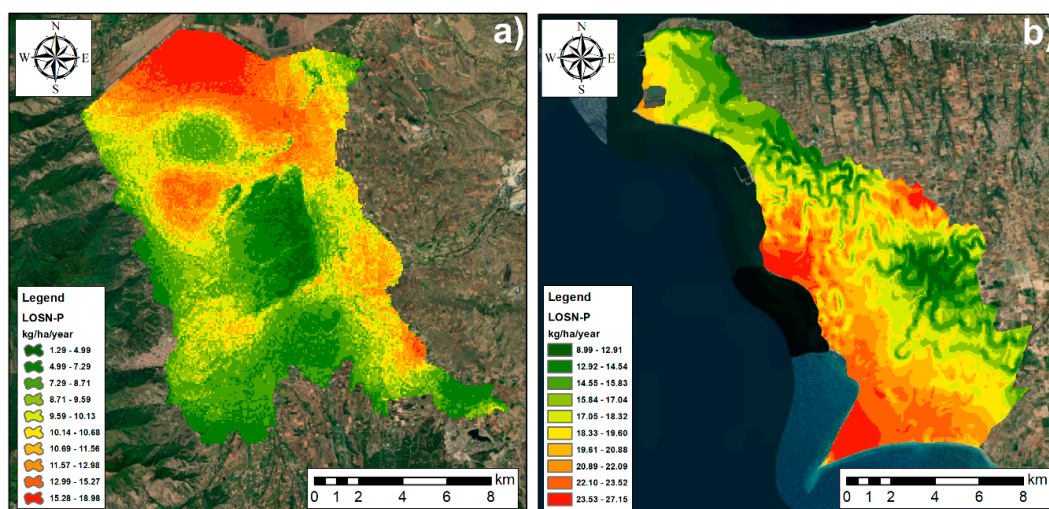 a)
N
W E
S
Legend
LOSN-P
kg/ha/year
1.29 - 4.99
4.99 - 7.29
7.29 - 8.71
8.71 - 9.59
9.59 - 10.13
10.14 - 10.68
10.69 - 11.56
11.57 - 12.98
12.99 - 15.27
15.28 - 18.98
km
0 1 2 4 6 8
b)
N
W E
S
Legend
LOSN-P
kg/ha/year
8.99 - 12.91
12.92 - 14.54
14.55 - 15.83
15.84 - 17.04
17.05 - 18.32
18.33 - 19.60
19.61 - 20.88
20.89 - 22.09
22.10 - 23.52
23.53 - 27.15
km
0 1 2 4 6 8